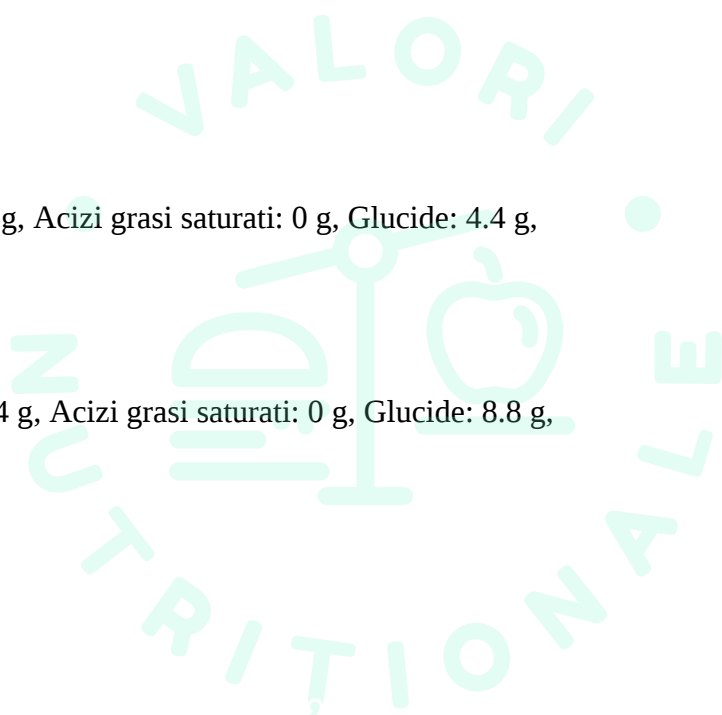 VALORI
g, Acizi grasi saturati: 0 g, Glucide: 4.4 g,
4 g, Acizi grasi saturati: 0 g, Glucide: 8.8 g,
NUTRITIONALE